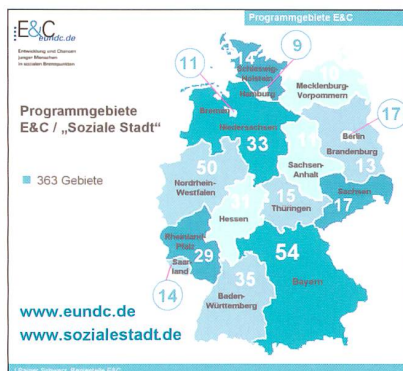 Programmgebiete E&C
E&C
eundc.de
Entwicklung und Chancen
junger Menschen
in sozialen Brennpunkten
Programmgebiete
E&C / „Soziale Stadt“
363 Gebiete
14
Schleswig-
Holstein
9
Hamburg
Mecklenburg-
Vorpommern
11
Bremen
Niedersachsen
33
17
Berlin
Brandenburg
13
Sachsen-
Anhalt
50
Nordrhein-
Westfalen
31
Hessen
15
Thüringen
Sachsen
17
Rheinland-
Pfalz
29
Saar-
land
14
54
Bayern
35
Baden-
Württemberg
www.eundc.de
www.sozialestadt.de